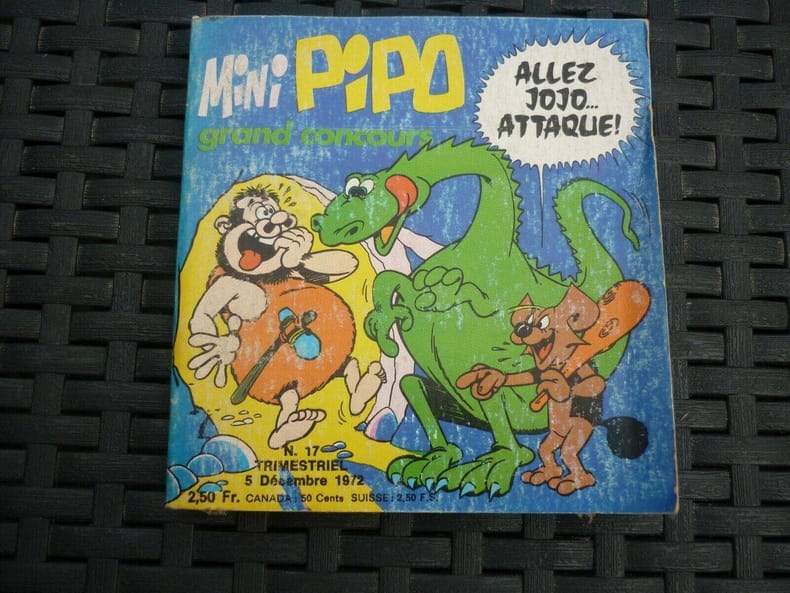 MiNi PiPO
grand concours
ALLEZ
JOJO...
ATTAQUE!
N. 17
TRIMESTRIEL
5 Décembre 1972
2,50 Fr. CANADA : 50 Cents SUISSE : 2,50 F.S.